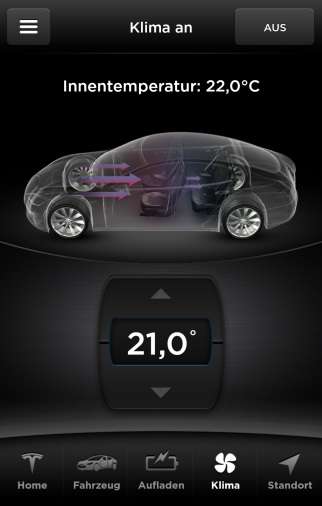 Klima an
AUS
Innentemperatur: 22,0°C
21,0°
Home
Fahrzeug
Aufladen
Klima
Standort